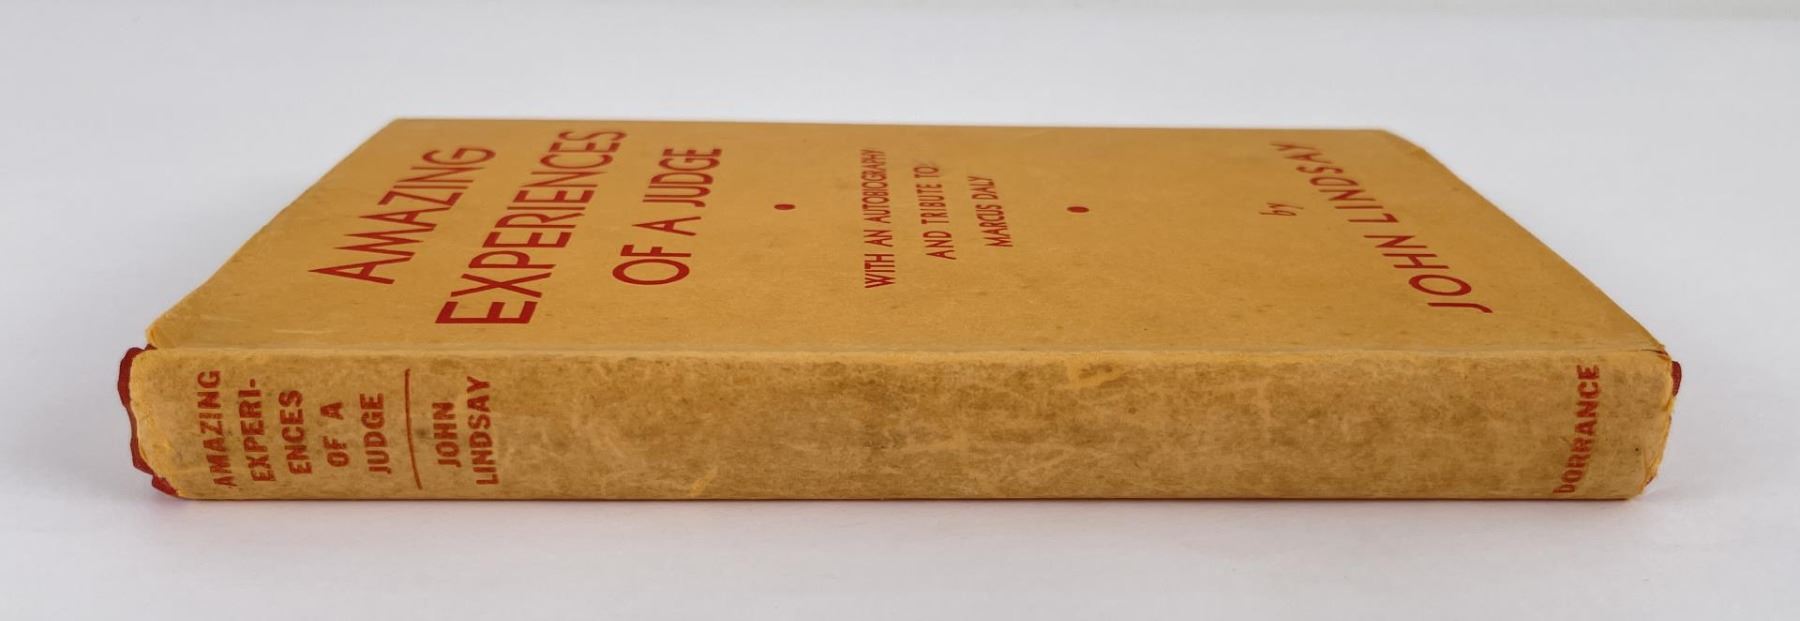 AMAZING
EXPERIENCES
OF A JUDGE
•
WITH AN AUTOBIOGRAPHY
AND TRIBUTE TO
MARCUS DALY
•
by
JOHN LINDSAY
AMAZING
EXPERI-
ENCES
OF A
JUDGE
JOHN
LINDSAY
DORRANCE